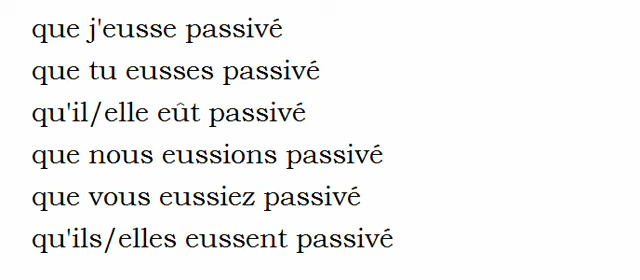 que j'eusse passivé
que tu eusses passivé
qu'il/elle eût passivé
que nous eussions passivé
que vous eussiez passivé
qu'ils/elles eussent passivé